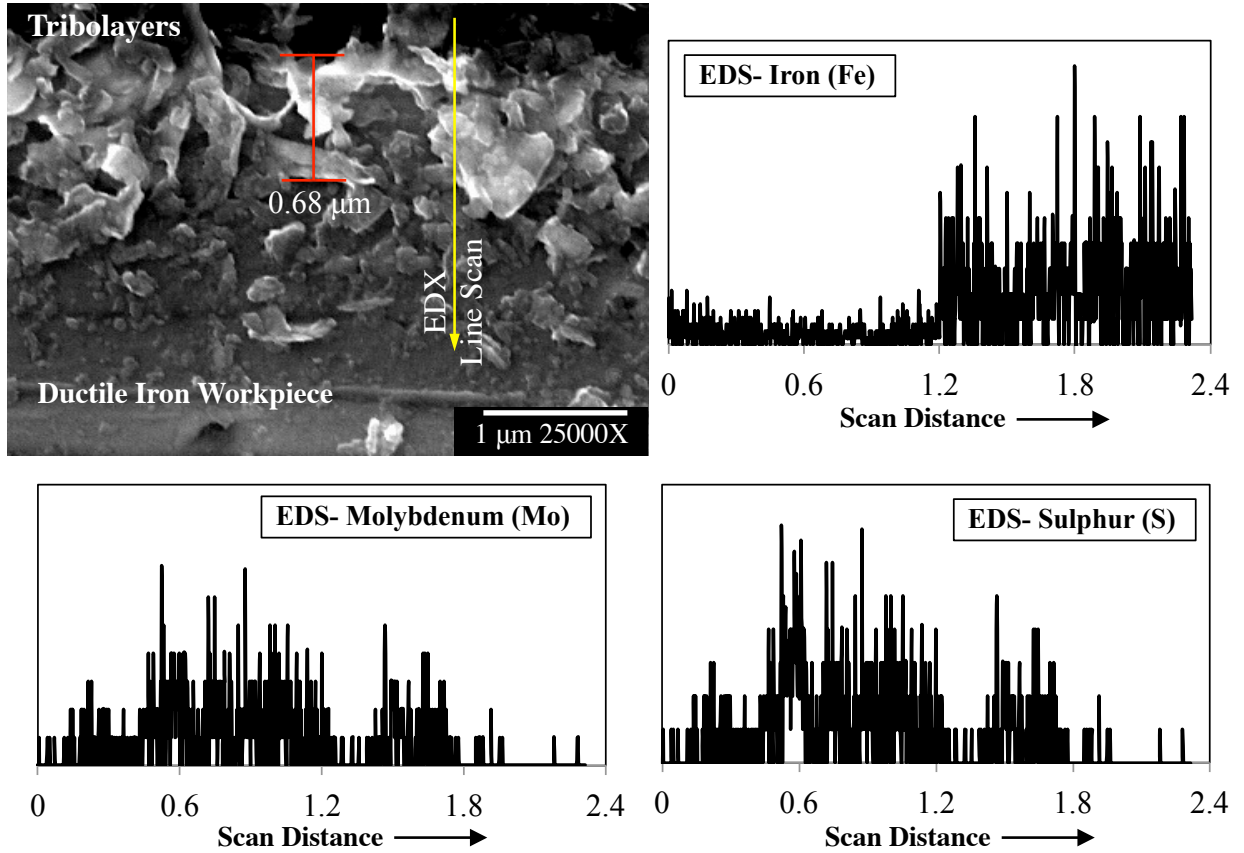 Tribolayers
0.68 μm
EDX
Line Scan
Ductile Iron Workpiece
1 μm 25000X
EDS- Iron (Fe)
0 0.6 1.2 1.8 2.4
Scan Distance
EDS- Molybdenum (Mo)
0 0.6 1.2 1.8 2.4
Scan Distance
EDS- Sulphur (S)
0 0.6 1.2 1.8 2.4
Scan Distance